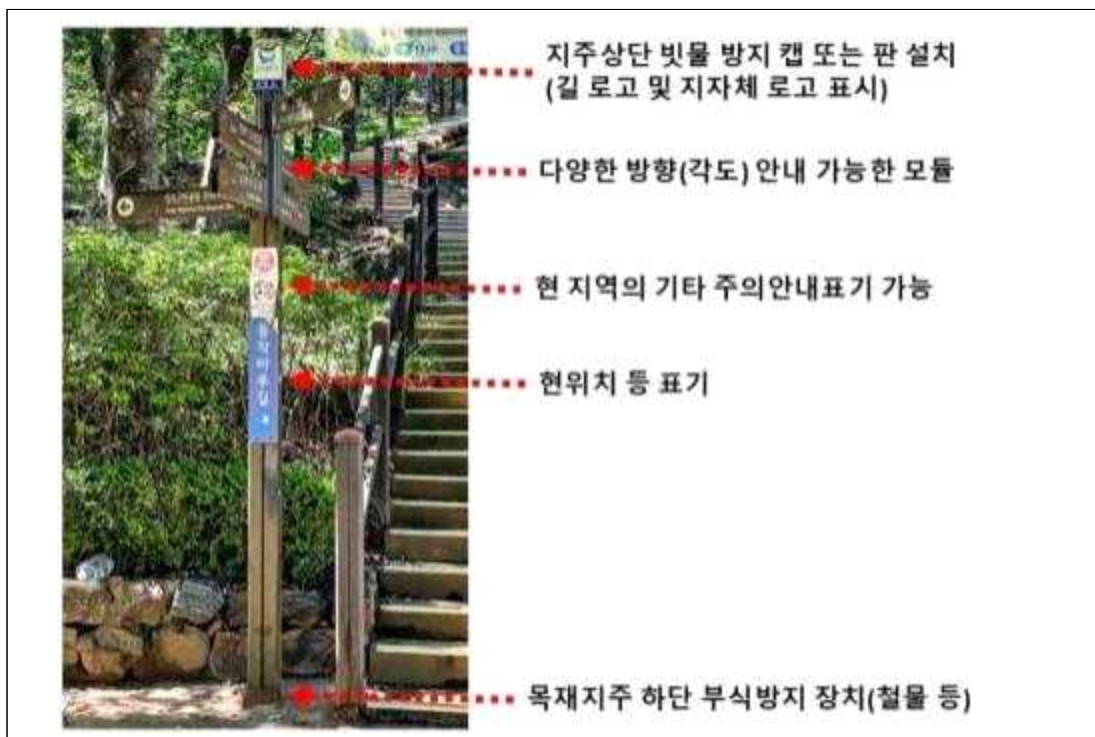 지주상단 빗물 방지 캡 또는 판 설치
(길 로고 및 지자체 로고 표시)
다양한 방향(각도) 안내 가능한 모듈
현 지역의 기타 주의안내표기 가능
현위치 등 표기
목재지주 하단 부식방지 장치(철물 등)